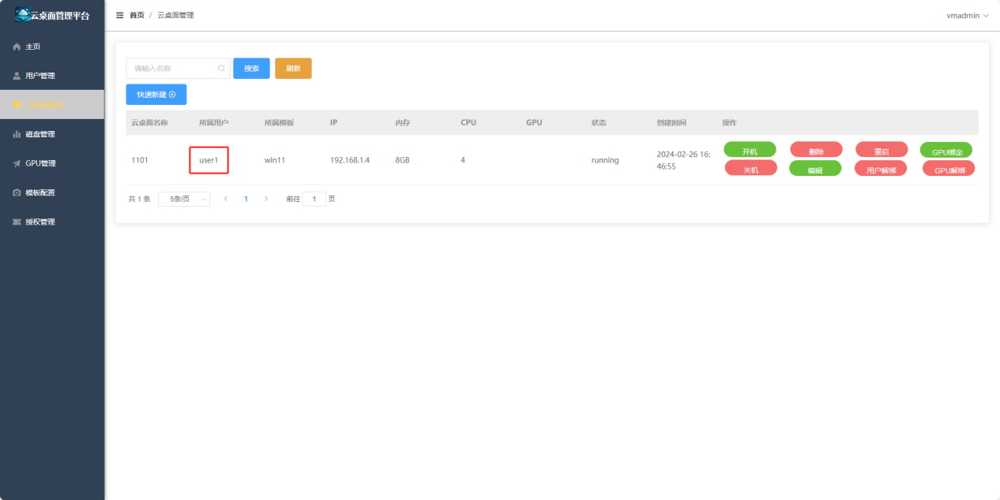 云桌面管理平台
首页 / 云桌面管理
vmadmin
主页
用户管理
云桌面管理
磁盘管理
GPU管理
模板配置
授权管理
请输入名称
搜索
刷新
快速新建
云桌面名称 所属用户 所属模板 IP 内存 CPU GPU 状态 创建时间 操作
1101 user1 win11 192.168.1.4 8GB 4 running 2024-02-26 16:
46:55
开机 删除 重启 GPU绑定
关机 编辑 用户解绑 GPU解绑
共 1 条 5条/页 1 前往 1 页